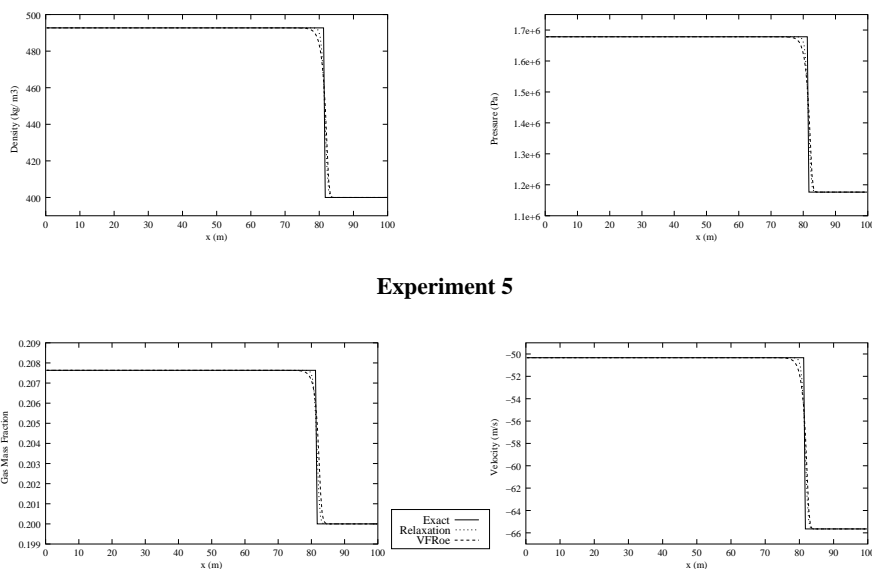 500
480
460
440
420
400
Density (kg/ m3)
0 10 20 30 40 50 60 70 80 90 100
x (m)
1.7e+6
1.6e+6
1.5e+6
1.4e+6
1.3e+6
1.2e+6
1.1e+6
Pressure (Pa)
0 10 20 30 40 50 60 70 80 90 100
x (m)
Experiment 5
0.209
0.208
0.207
0.206
0.205
0.204
0.203
0.202
0.201
0.200
0.199
Gas Mass Fraction
0 10 20 30 40 50 60 70 80 90 100
x (m)
Exact
Relaxation
VFRoe
−50
−52
−54
−56
−58
−60
−62
−64
−66
Velocity (m/s)
0 10 20 30 40 50 60 70 80 90 100
x (m)